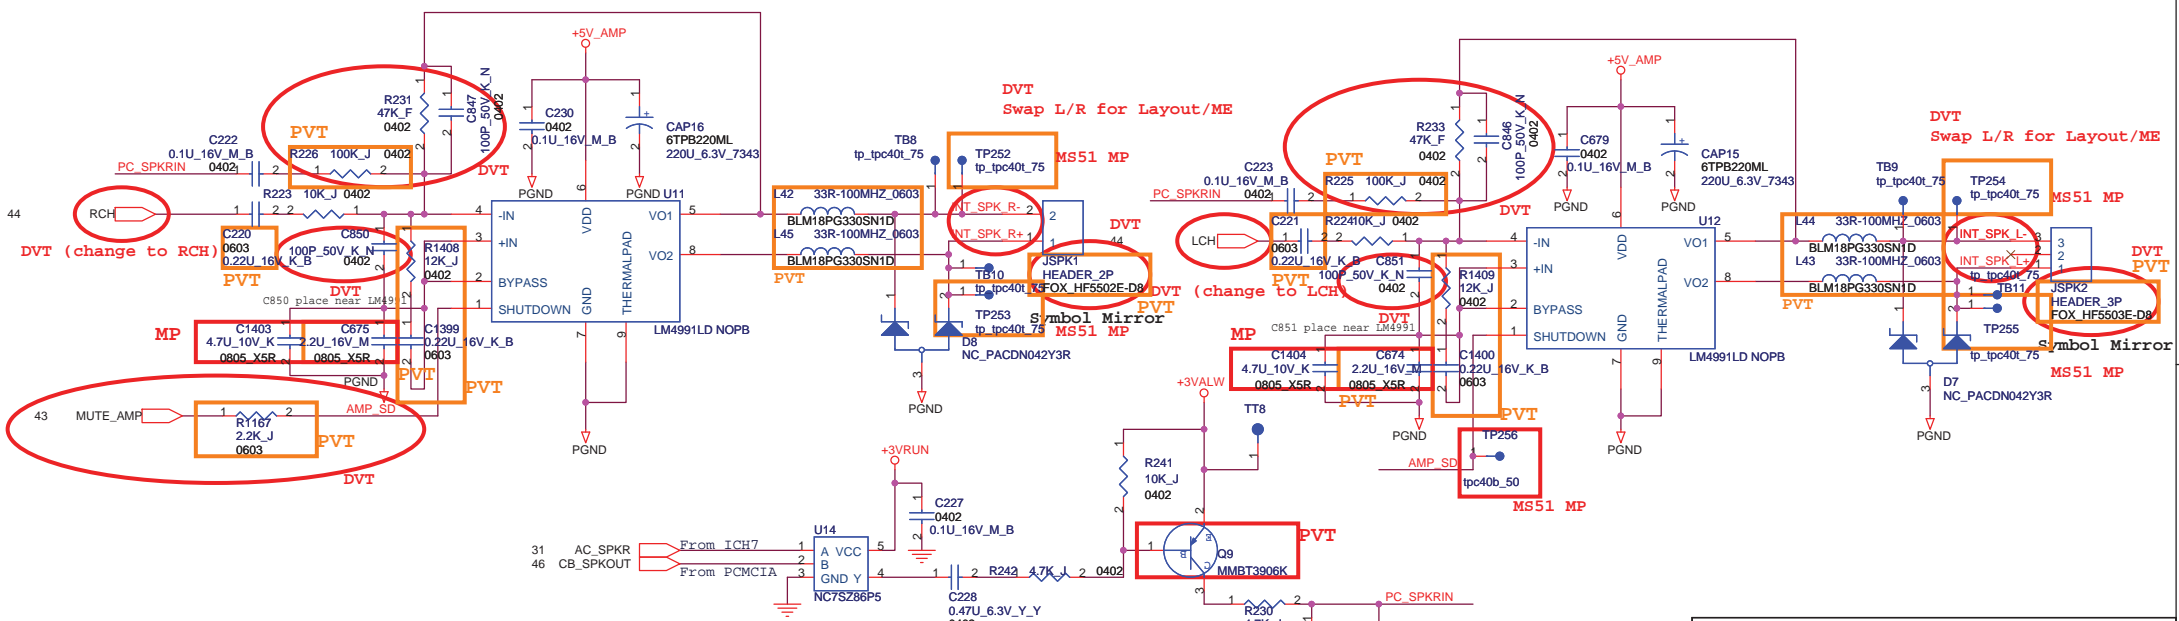 +5V_AMP
R231
47K_F
0402
C847
100P_50V_K_N
0402
C230
0402
0.1U_16V_M_B
CAP16
6TPB220ML
220U_6.3V_7343
DVT
Swap L/R for Layout/ME
PVT
C222
0.1U_16V_M_B
PC_SPKRIN
0402
R226 100K_J 0402
DVT
R223 10K_J 0402
PGND
PGND
U11
TB8
tp_tpc40t_75
TP252
tp_tpc40t_75
MS51 MP
44
RCH
DVT (change to RCH)
C220
0603
0.22U_16V_K_B
PVT
C850
100P_50V_K_N
0402
DVT
R1408
12K_J
0402
-IN
+IN
BYPASS
SHUTDOWN
VDD
GND
THERMALPAD
VO1
VO2
LM4991LD NOPB
L42 33R-100MHZ_0603
BLM18PG330SN1D
L45 33R-100MHZ_0603
BLM18PG330SN1D
PVT
INT_SPK_R-
INT_SPK_R+
DVT
44
JSPK1
HEADER_2P
FOX_HF5502E-D8
PVT
Symbol Mirror
TB10
tp_tpc40t_75
TP253
tp_tpc40t_75
MS51 MP
D8
NC_PACDN042Y3R
PGND
C850 place near LM4991
MP
C1403
4.7U_10V_K
0805_X5R
C675
2.2U_16V_M
0805_X5R
C1399
0.22U_16V_K_B
0603
PGND
PVT
PVT
43
MUTE_AMP
R1167
2.2K_J
0603
PVT
AMP_SD
DVT
PGND
+5V_AMP
R233
47K_F
0402
C846
100P_50V_K_N
0402
C679
0402
0.1U_16V_M_B
CAP15
6TPB220ML
220U_6.3V_7343
DVT
Swap L/R for Layout/ME
PVT
C223
0.1U_16V_M_B
PC_SPKRIN
0402
R225 100K_J 0402
DVT
R224 10K_J 0402
PGND
PGND
U12
TB9
tp_tpc40t_75
TP254
tp_tpc40t_75
MS51 MP
LCH
DVT (change to LCH)
C221
0603
0.22U_16V_K_B
PVT
C851
100P_50V_K_N
0402
DVT
R1409
12K_J
0402
-IN
+IN
BYPASS
SHUTDOWN
VDD
GND
THERMALPAD
VO1
VO2
LM4991LD NOPB
L44 33R-100MHZ_0603
BLM18PG330SN1D
L43 33R-100MHZ_0603
BLM18PG330SN1D
PVT
INT_SPK_L-
INT_SPK_L+
DVT
PVT
JSPK2
HEADER_3P
FOX_HF5503E-D8
Symbol Mirror
tp_tpc40t_75
TB11
TP255
tp_tpc40t_75
MS51 MP
D7
NC_PACDN042Y3R
PGND
C851 place near LM4991
MP
C1404
4.7U_10V_K
0805_X5R
C674
2.2U_16V_M
0805_X5R
C1400
0.22U_16V_K_B
0603
PVT
PVT
PGND
PGND
TP256
AMP_SD
tpc40b_50
MS51 MP
+3VRUN
C227
0402
0.1U_16V_M_B
U14
A VCC
B
GND Y
NC7SZ86P5
31 AC_SPKR From ICH7
46 CB_SPKOUT From PCMCIA
C228
0.47U_6.3V_Y_Y
R242 4.7K_J 0402
+3VALW
R241
10K_J
0402
TT8
PVT
Q9
MMBT3906K
R230
PC_SPKRIN